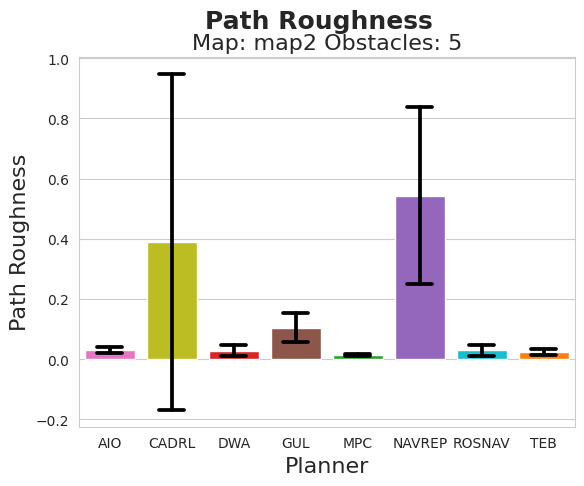 Path Roughness
Map: map2 Obstacles: 5
1.0
0.8
0.6
0.4
0.2
0.0
−0.2
Path Roughness
AIO CADRL DWA GUL MPC NAVREP ROSNAV TEB
Planner